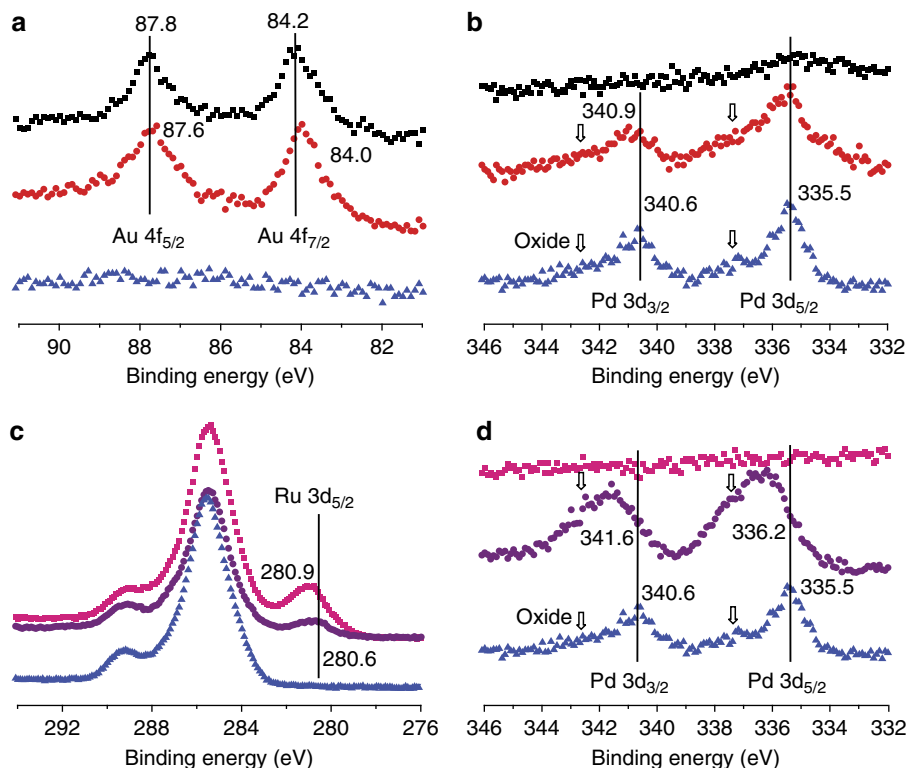 a
87.8 84.2
87.6
84.0
Au 4f5/2 Au 4f7/2
90 88 86 84 82
Binding energy (eV)
b
340.9
340.6
335.5
Oxide
Pd 3d3/2 Pd 3d5/2
346 344 342 340 338 336 334 332
Binding energy (eV)
c
Ru 3d5/2
280.9
280.6
292 288 284 280 276
Binding energy (eV)
d
341.6 336.2
340.6 335.5
Oxide
Pd 3d3/2 Pd 3d5/2
346 344 342 340 338 336 334 332
Binding energy (eV)